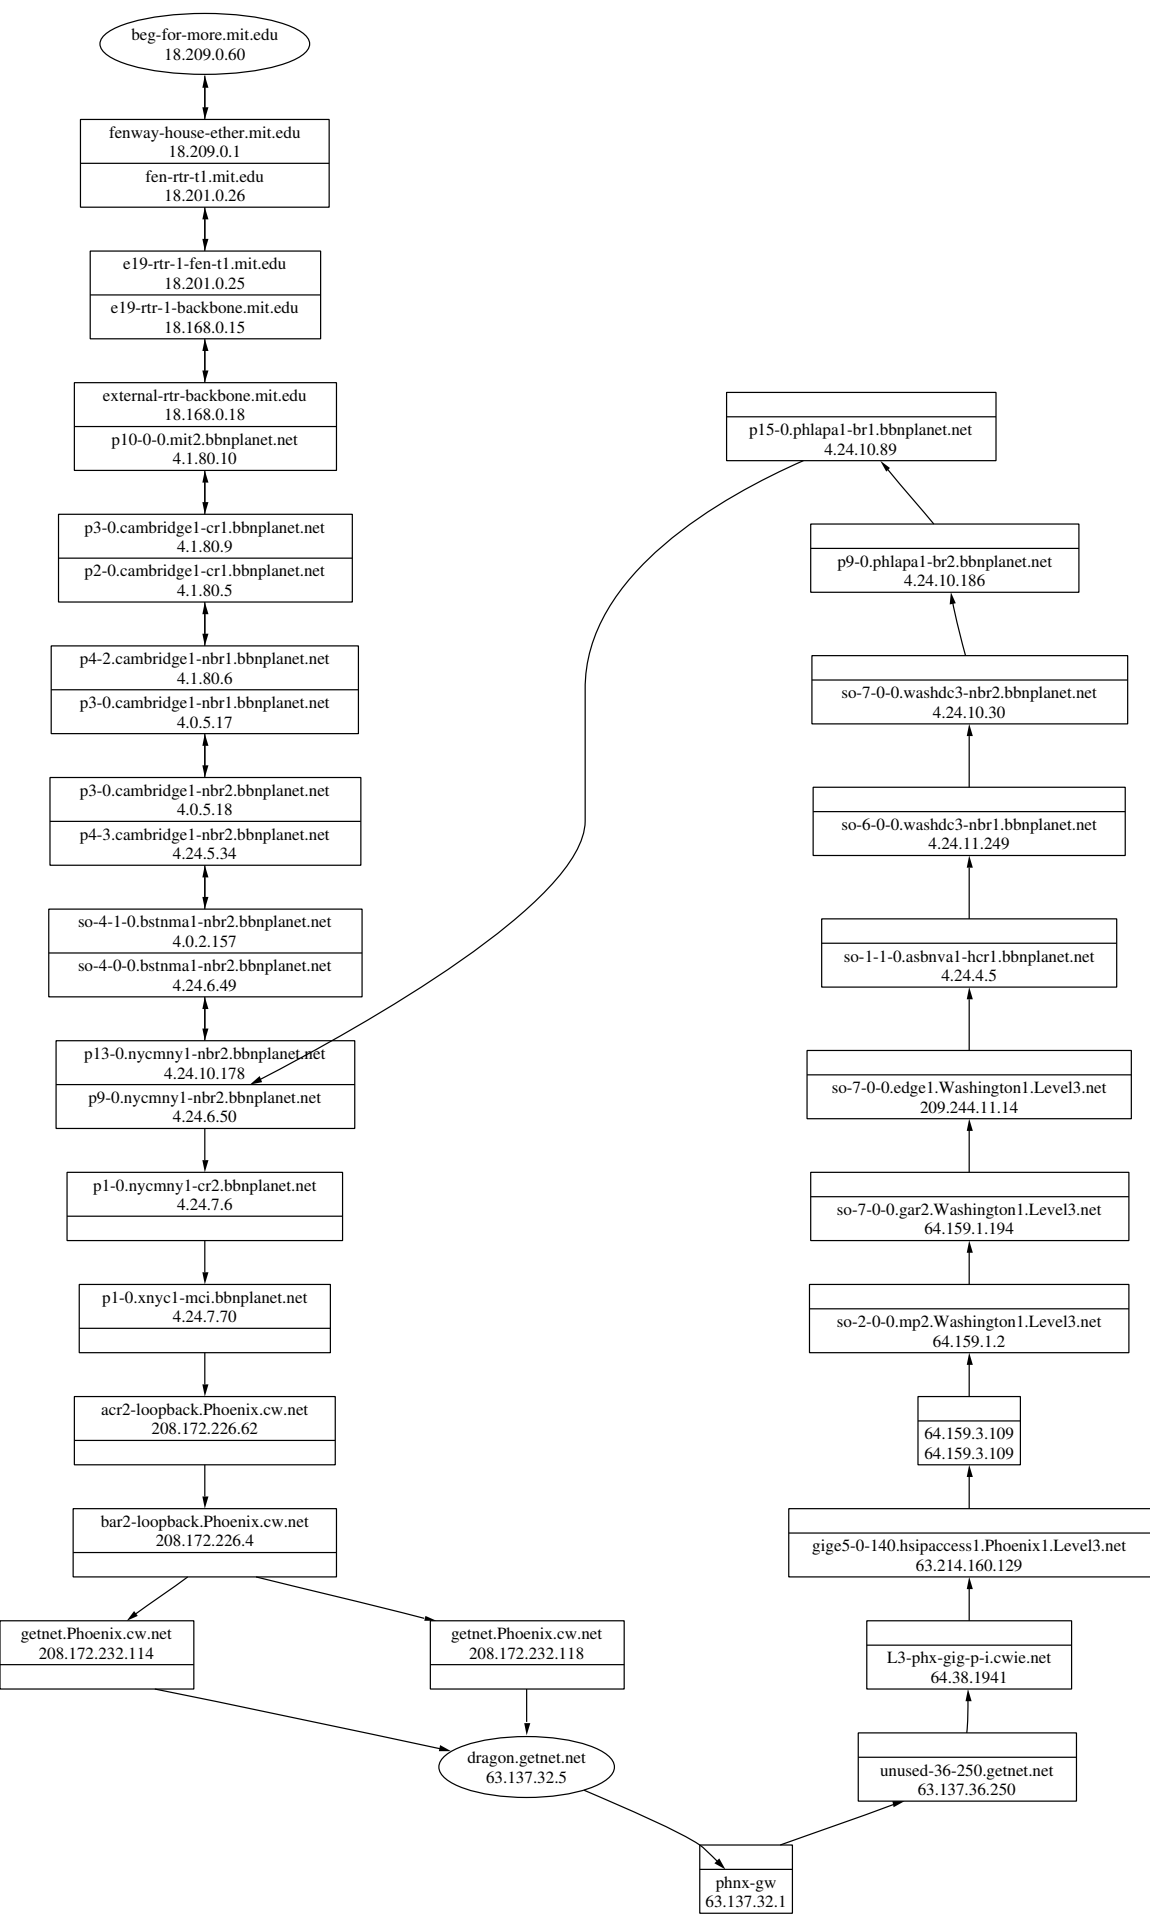 beg-for-more.mit.edu
18.209.0.60
fenway-house-ether.mit.edu
18.209.0.1
fen-rtr-t1.mit.edu
18.201.0.26
e19-rtr-1-fen-t1.mit.edu
18.201.0.25
e19-rtr-1-backbone.mit.edu
18.168.0.15
external-rtr-backbone.mit.edu
18.168.0.18
p10-0-0.mit2.bbnplanet.net
4.1.80.10
p3-0.cambridge1-cr1.bbnplanet.net
4.1.80.9
p2-0.cambridge1-cr1.bbnplanet.net
4.1.80.5
p4-2.cambridge1-nbr1.bbnplanet.net
4.1.80.6
p3-0.cambridge1-nbr1.bbnplanet.net
4.0.5.17
p3-0.cambridge1-nbr2.bbnplanet.net
4.0.5.18
p4-3.cambridge1-nbr2.bbnplanet.net
4.24.5.34
so-4-1-0.bstnma1-nbr2.bbnplanet.net
4.0.2.157
so-4-0-0.bstnma1-nbr2.bbnplanet.net
4.24.6.49
p13-0.nycmny1-nbr2.bbnplanet.net
4.24.10.178
p9-0.nycmny1-nbr2.bbnplanet.net
4.24.6.50
p1-0.nycmny1-cr2.bbnplanet.net
4.24.7.6
p1-0.xnyc1-mci.bbnplanet.net
4.24.7.70
acr2-loopback.Phoenix.cw.net
208.172.226.62
bar2-loopback.Phoenix.cw.net
208.172.226.4
getnet.Phoenix.cw.net
208.172.232.114
getnet.Phoenix.cw.net
208.172.232.118
dragon.getnet.net
63.137.32.5
phnx-gw
63.137.32.1
unused-36-250.getnet.net
63.137.36.250
L3-phx-gig-p-i.cwie.net
64.38.1941
gige5-0-140.hsipaccess1.Phoenix1.Level3.net
63.214.160.129
64.159.3.109
64.159.3.109
so-2-0-0.mp2.Washington1.Level3.net
64.159.1.2
so-7-0-0.gar2.Washington1.Level3.net
64.159.1.194
so-7-0-0.edge1.Washington1.Level3.net
209.244.11.14
so-1-1-0.asbnva1-hcr1.bbnplanet.net
4.24.4.5
so-6-0-0.washdc3-nbr1.bbnplanet.net
4.24.11.249
so-7-0-0.washdc3-nbr2.bbnplanet.net
4.24.10.30
p9-0.phlapa1-br2.bbnplanet.net
4.24.10.186
p15-0.phlapa1-br1.bbnplanet.net
4.24.10.89